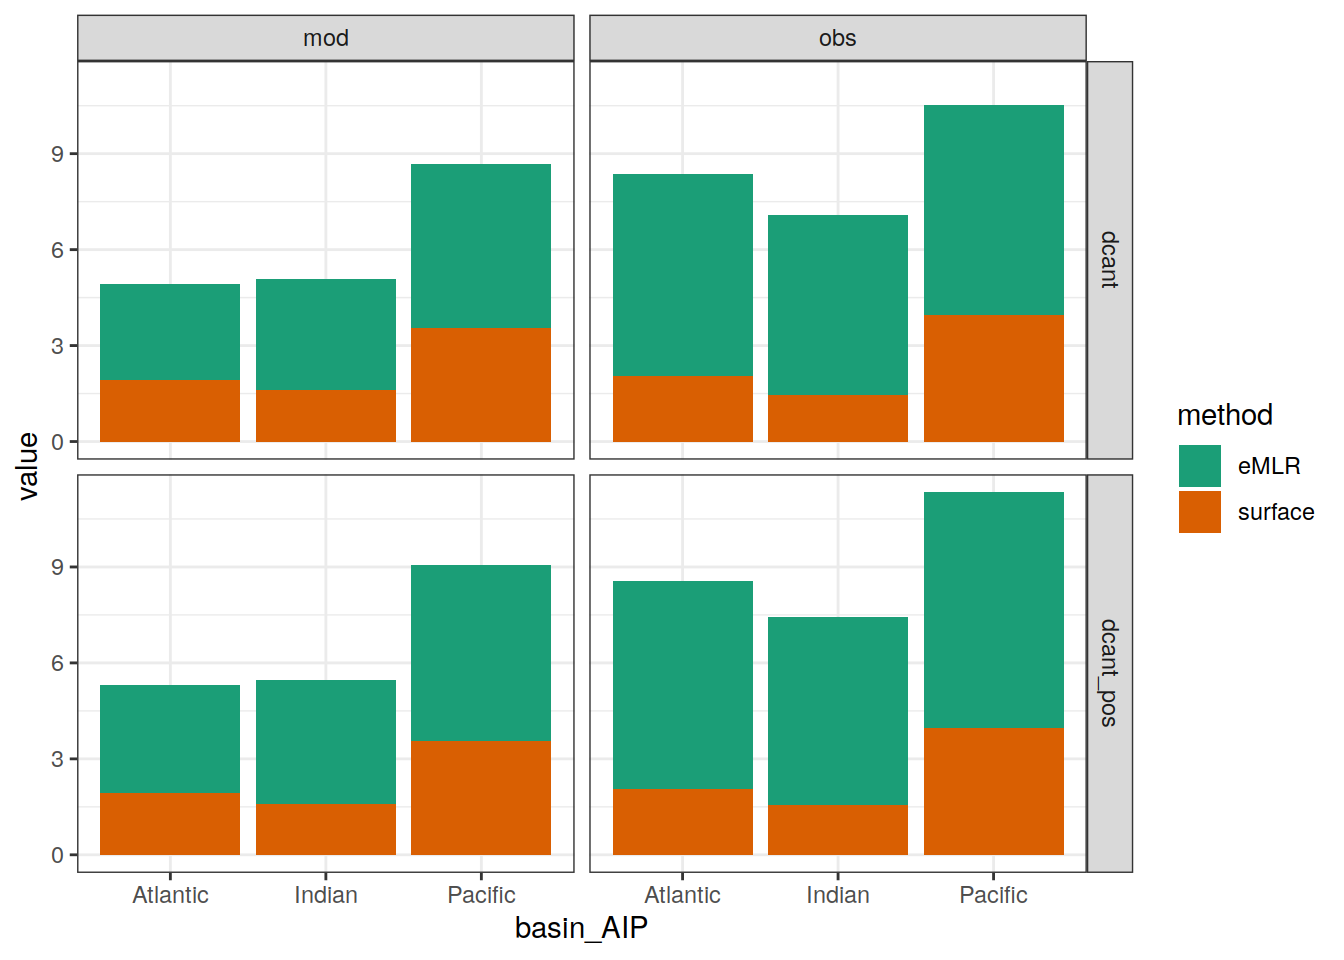 mod
obs
9
6
3
0
dcant
9
6
3
0
dcant_pos
value
Atlantic
Indian
Pacific
Atlantic
Indian
Pacific
basin_AIP
method
eMLR
surface